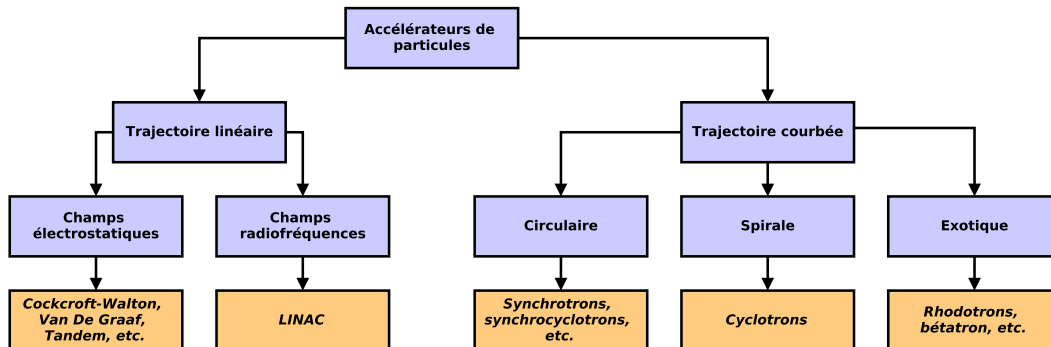 Accélérateurs de
particules
Trajectoire linéaire
Trajectoire courbée
Champs
électrostatiques
Champs
radiofréquences
Circulaire
Spirale
Exotique
Cockcroft-Walton,
Van De Graaf,
Tandem, etc.
LINAC
Synchrotrons,
synchrocyclotrons,
etc.
Cyclotrons
Rhodotrons,
bétatron, etc.